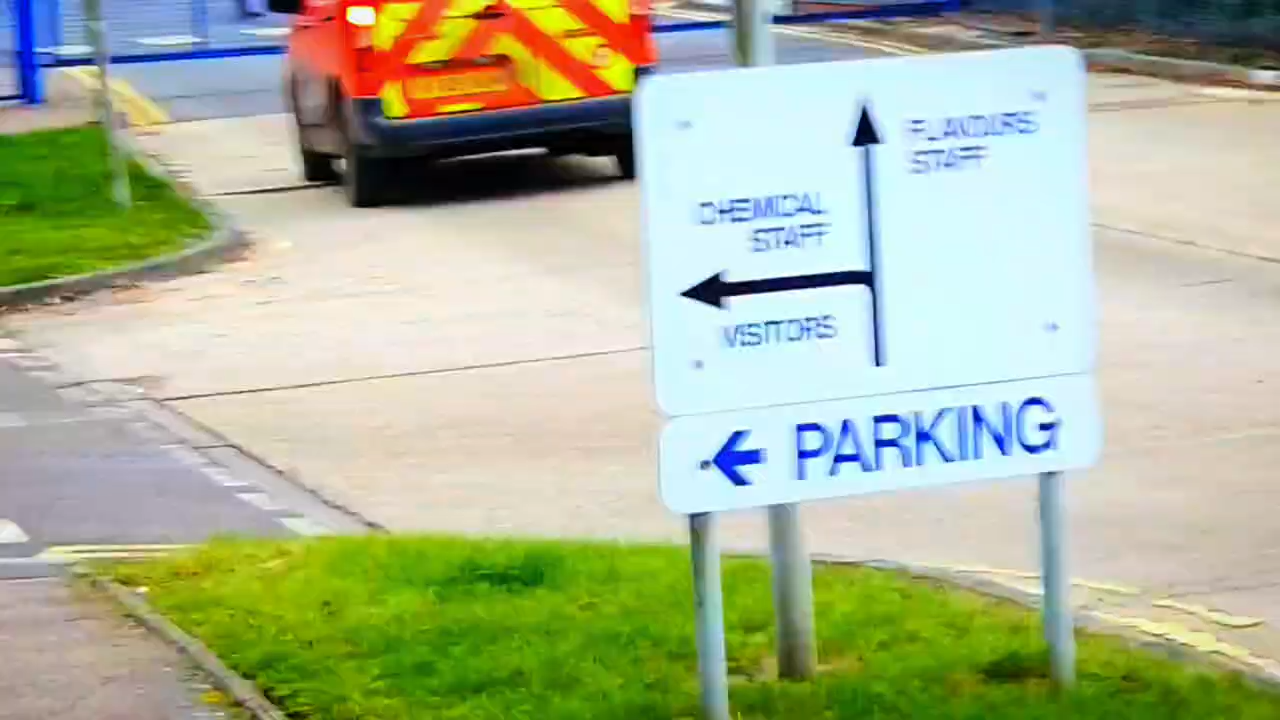 STAFF
CHEMICAL
STAFF
VISITORS
PARKING